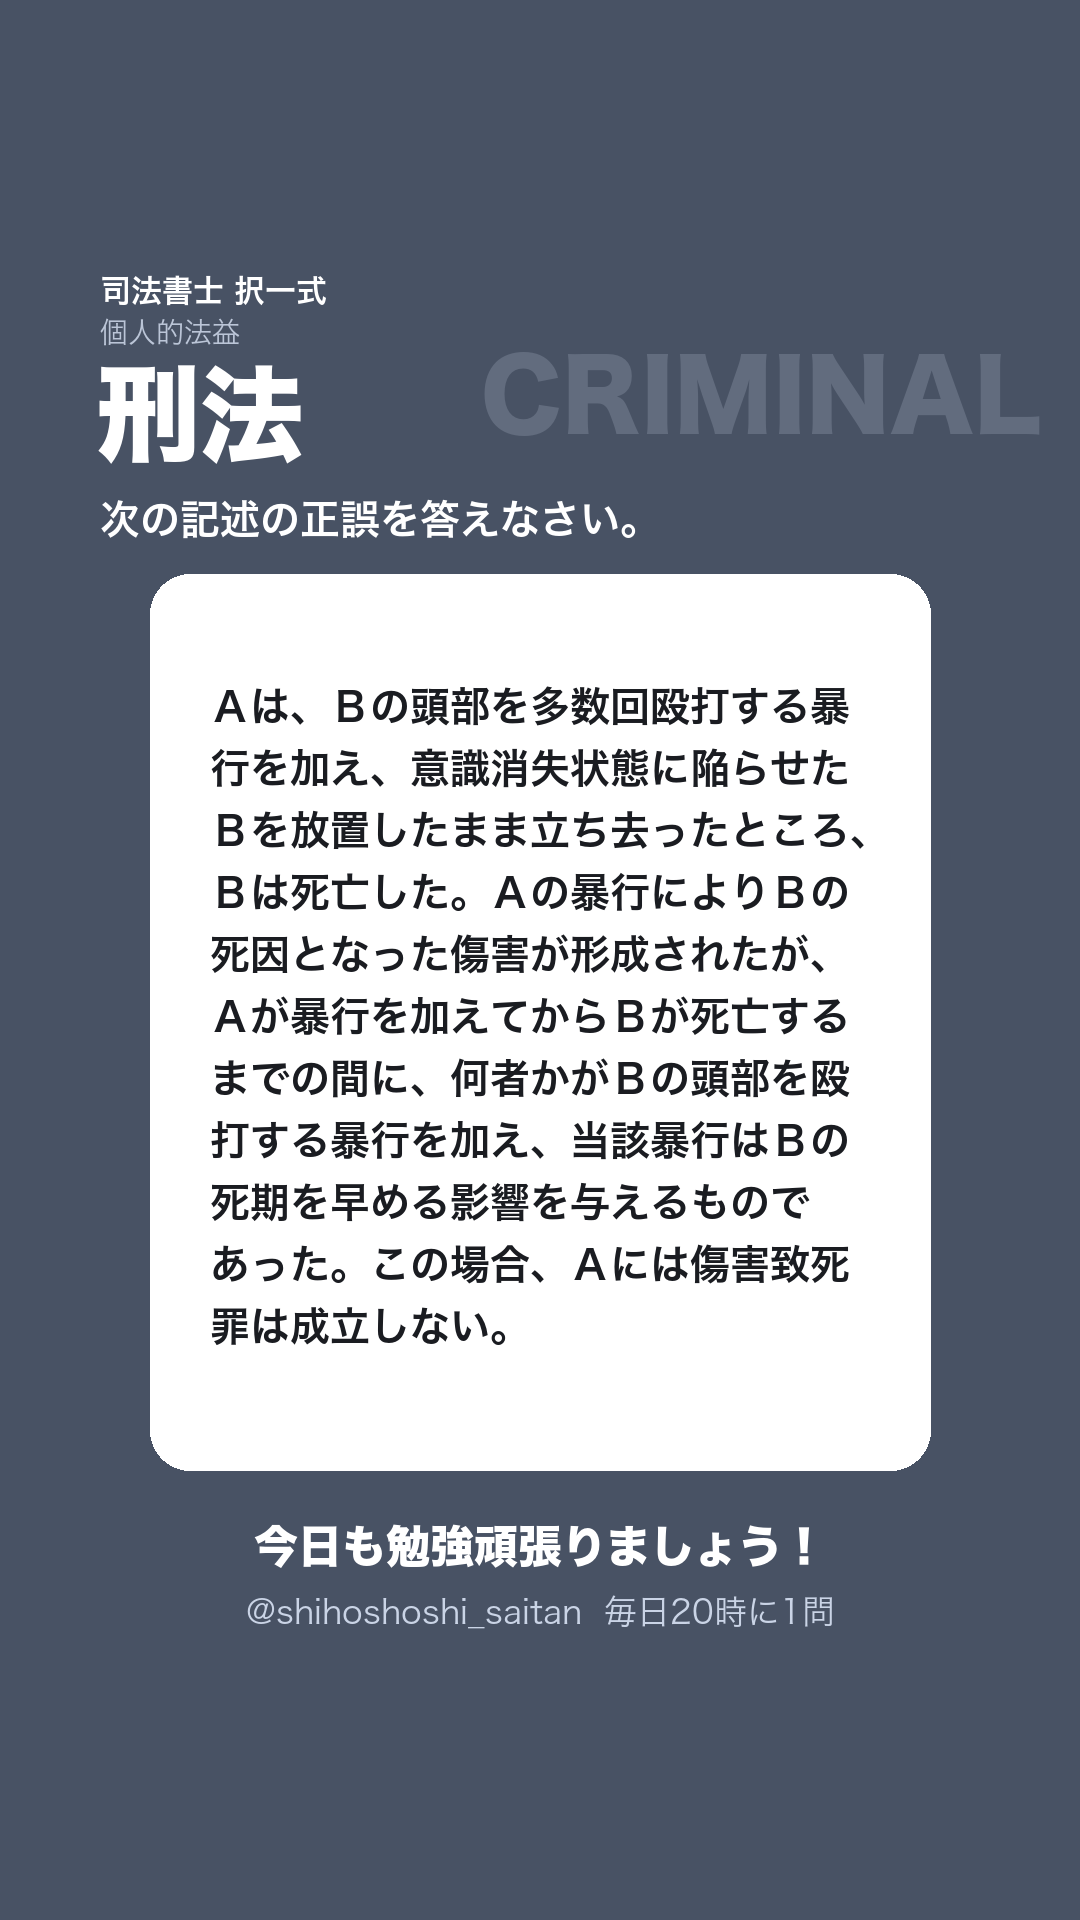 司法書士 択一式
個人的法益
刑法
CRIMINAL
次の記述の正誤を答えなさい。
Ａは、Ｂの頭部を多数回殴打する暴
行を加え、意識消失状態に陥らせた
Ｂを放置したまま立ち去ったところ、
Ｂは死亡した。Ａの暴行によりＢの
死因となった傷害が形成されたが、
Ａが暴行を加えてからＢが死亡する
までの間に、何者かがＢの頭部を殴
打する暴行を加え、当該暴行はＢの
死期を早める影響を与えるもので
あった。この場合、Ａには傷害致死
罪は成立しない。
今日も勉強頑張りましょう！
@shihoshoshi_saitan 毎日20時に1問